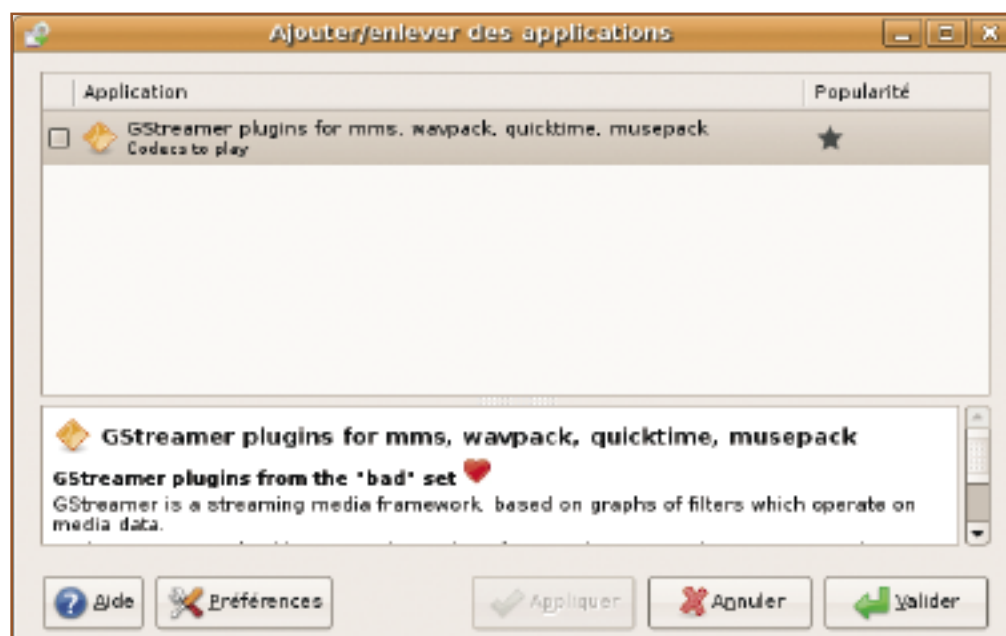 Ajouter/enlever des applications
Application Popularité
GStreamer plugins for mms, wavpack, quicktime, musepack
Codecs to play
GStreamer plugins for mms, wavpack, quicktime, musepack
GStreamer plugins from the "bad" set
GStreamer is a streaming media framework, based on graphs of filters which operate on
media data.
Aide Préférences Appliquer Annuler Valider